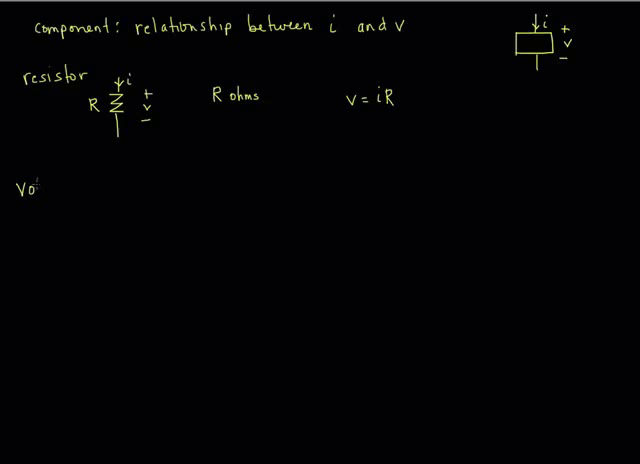 component: relationship between i and v
i
+
v
-
resistor
i
R
+
v
-
R ohms
v = iR
Vo